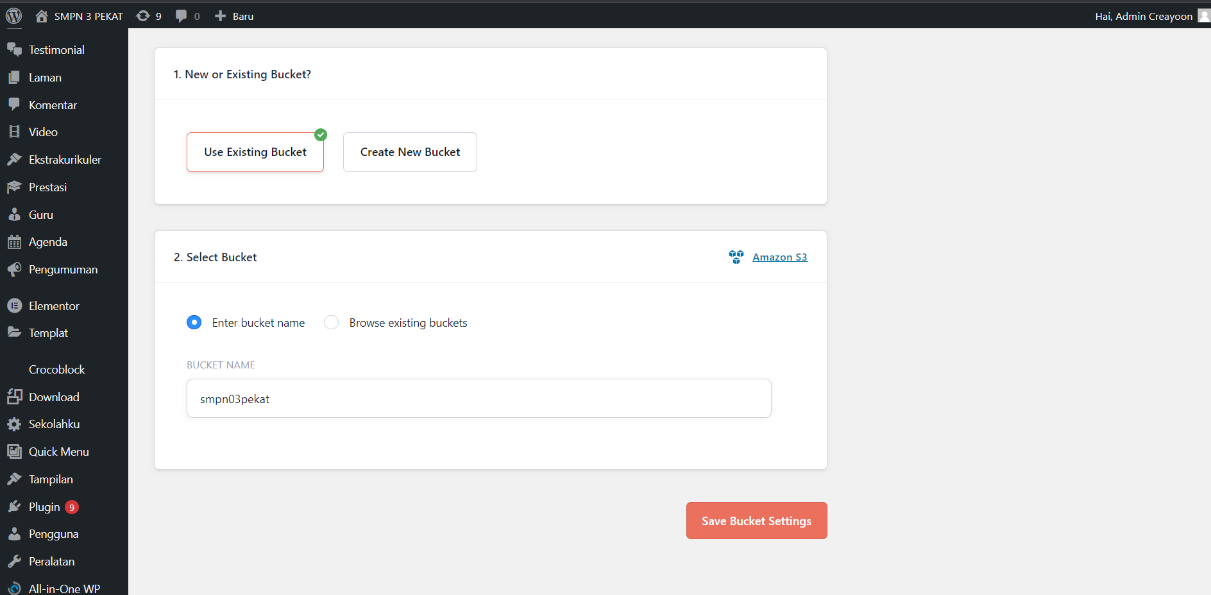 SMPN 3 PEKAT 9 0 + Baru Hai, Admin Creayoon
Testimonial
Laman
Komentar
Video
Ekstrakurikuler
Prestasi
Guru
Agenda
Pengumuman
Elementor
Templat
Crocoblock
Download
Sekolahku
Quick Menu
Tampilan
Plugin 9
Pengguna
Peralatan
All-in-One WP
1. New or Existing Bucket?
Use Existing Bucket Create New Bucket
2. Select Bucket Amazon S3
Enter bucket name Browse existing buckets
BUCKET NAME
smpn03pekat
Save Bucket Settings